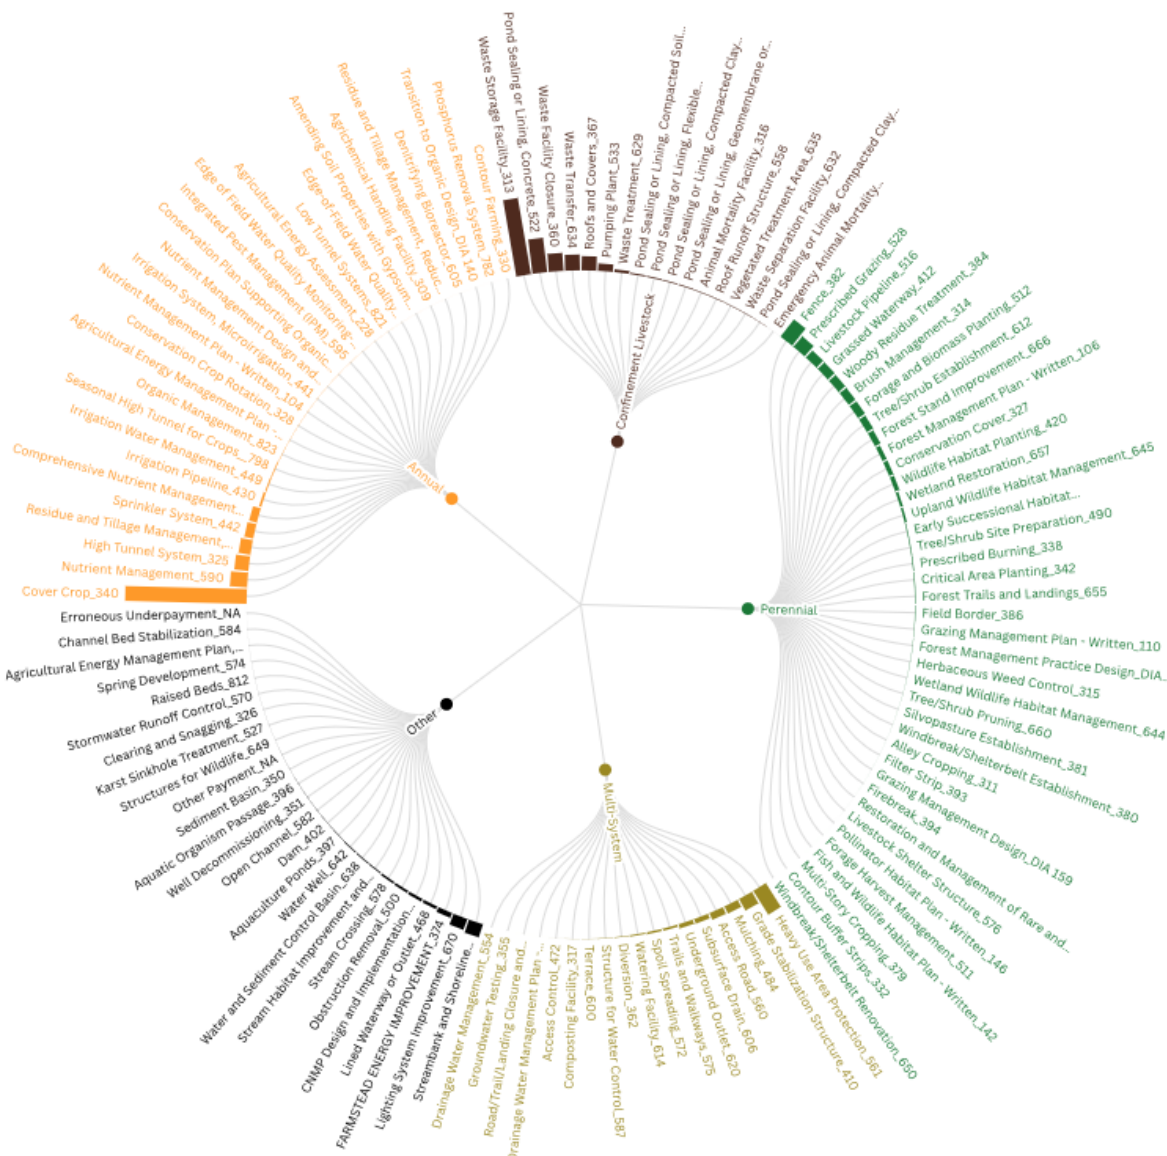 Waste Storage Facility_313
Pond Sealing or Lining, Concrete_522
Waste Facility Closure_360
Waste Transfer_634
Roofs and Covers_367
Pumping Plant_533
Waste Treatment_629
Pond Sealing or Lining, Compacted Soil...
Pond Sealing or Lining, Flexible...
Pond Sealing or Lining, Compacted Clay...
Pond Sealing or Lining, Geomembrane or...
Animal Mortality Facility_316
Roof Runoff Structure_558
Vegetated Treatment Area_635
Waste Separation Facility_632
Pond Sealing or Lining, Compacted Clay...
Emergency Animal Mortality...
Confinement Livestock
Fence_382
Prescribed Grazing_528
Livestock Pipeline_516
Grassed Waterway_412
Woody Residue Treatment_384
Brush Management_314
Forage and Biomass Planting_512
Tree/Shrub Establishment_612
Forest Stand Improvement_666
Forest Management Plan - Written_106
Conservation Cover_327
Wildlife Habitat Planting_420
Wetland Restoration_657
Upland Wildlife Habitat Management_645
Early Successional Habitat...
Tree/Shrub Site Preparation_490
Prescribed Burning_338
Critical Area Planting_342
Forest Trails and Landings_655
Field Border_386
Grazing Management Plan - Written_110
Forest Management Practice Design_DIA..
Herbaceous Weed Control_315
Wetland Wildlife Habitat Management_644
Tree/Shrub Pruning_660
Silvopasture Establishment_381
Windbreak/Shelterbelt Establishment_380
Alley Cropping_311
Filter Strip_393
Grazing Management Design_DIA 159
Firebreak_394
Restoration and Management of Rare and...
Livestock Shelter Structure_576
Pollinator Habitat Plan - Written_146
Forage Harvest Management_511
Fish and Wildlife Habitat Plan - Written_142
Multi-Story Cropping_379
Contour Buffer Strips_332
Windbreak/Shelterbelt Renovation_650
Perennial
Heavy Use Area Protection_561
Grade Stabilization Structure_410
Mulching_484
Access Road_560
Subsurface Drain_606
Underground Outlet_620
Trails and Walkways_575
Spoil Spreading_572
Watering Facility_614
Diversion_362
Structure for Water Control_587
Terrace_600
Composting Facility_317
Access Control_472
Drainage Water Management Plan -...
Road/Trail/Landing Closure and...
Groundwater Testing_355
Drainage Water Management_554
Multi-System
Streambank and Shoreline...
Lighting System Improvement_670
FARMSTEAD ENERGY IMPROVEMENT_374
Lined Waterway or Outlet_468
CNMP Design and Implementation...
Obstruction Removal_500
Stream Crossing_578
Stream Habitat Improvement and...
Water and Sediment Control Basin_638
Water Well_642
Aquaculture Ponds_397
Dam_402
Open Channel_582
Well Decommissioning_351
Aquatic Organism Passage_396
Sediment Basin_350
Other Payment_NA
Structures for Wildlife_649
Karst Sinkhole Treatment_527
Clearing and Snagging_326
Stormwater Runoff Control_570
Raised Beds_812
Spring Development_574
Agricultural Energy Management Plan,...
Channel Bed Stabilization_584
Erroneous Underpayment_NA
Other
Cover Crop_340
Nutrient Management_590
High Tunnel System_325
Residue and Tillage Management,...
Sprinkler System_442
Comprehensive Nutrient Management...
Irrigation Pipeline_430
Irrigation Water Management_449
Seasonal High Tunnel for Crops__798
Organic Management_823
Agricultural Energy Management Plan -...
Conservation Crop Rotation_328
Nutrient Management Plan - Written_104
Irrigation System, Microirrigation_441
Nutrient Management Design and...
Conservation Plan Supporting Organic...
Integrated Pest Management (IPM)_595
Edge of Field Water Quality Monitoring...
Agricultural Energy Assessment_228
Low Tunnel Systems_821
Edge-of-Field Water Quality...
Amending Soil Properties with Gypsum...
Agrichemical Handling Facility_309
Residue and Tillage Management, Reduc...
Denitrifying Bioreactor_605
Transition to Organic Design_DIA 140
Phosphorus Removal System_782
Contour Farming_330
Annual